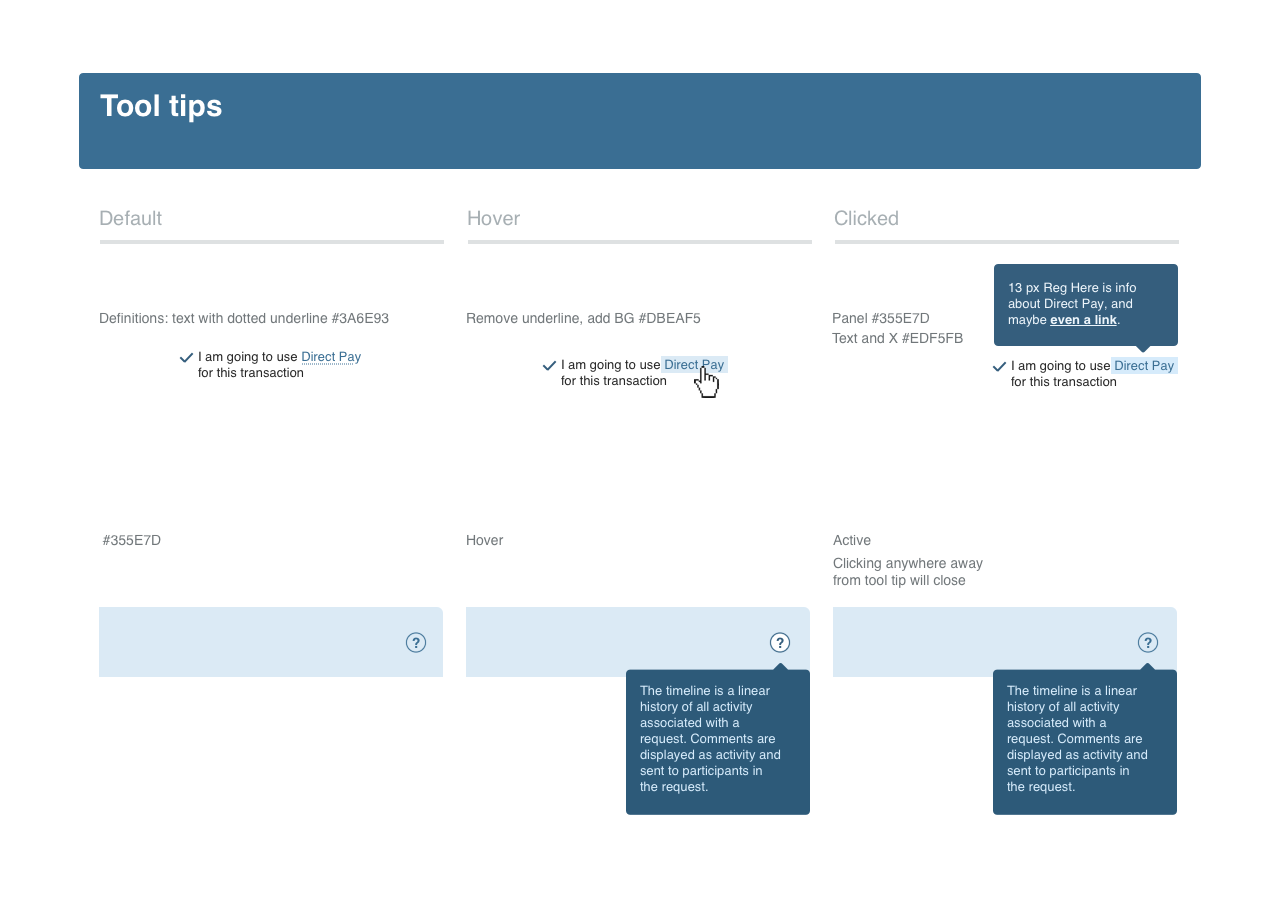 Tool tips
Default
Hover
Clicked
Definitions: text with dotted underline #3A6E93
I am going to use Direct Pay
for this transaction
Remove underline, add BG #DBEAF5
I am going to use Direct Pay
for this transaction
Panel #355E7D
Text and X #EDF5FB
13 px Reg Here is info
about Direct Pay, and
maybe even a link.
I am going to use Direct Pay
for this transaction
#355E7D
?
Hover
?
The timeline is a linear
history of all activity
associated with a
request. Comments are
displayed as activity and
sent to participants in
the request.
Active
Clicking anywhere away
from tool tip will close
?
The timeline is a linear
history of all activity
associated with a
request. Comments are
displayed as activity and
sent to participants in
the request.